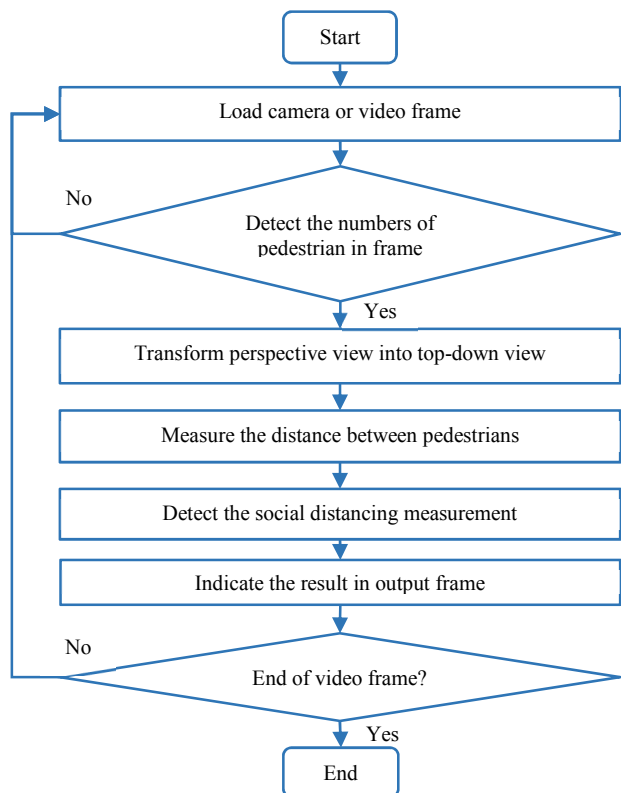 Start
Load camera or video frame
No
Detect the numbers of
pedestrian in frame
Yes
Transform perspective view into top-down view
Measure the distance between pedestrians
Detect the social distancing measurement
Indicate the result in output frame
No
End of video frame?
Yes
End